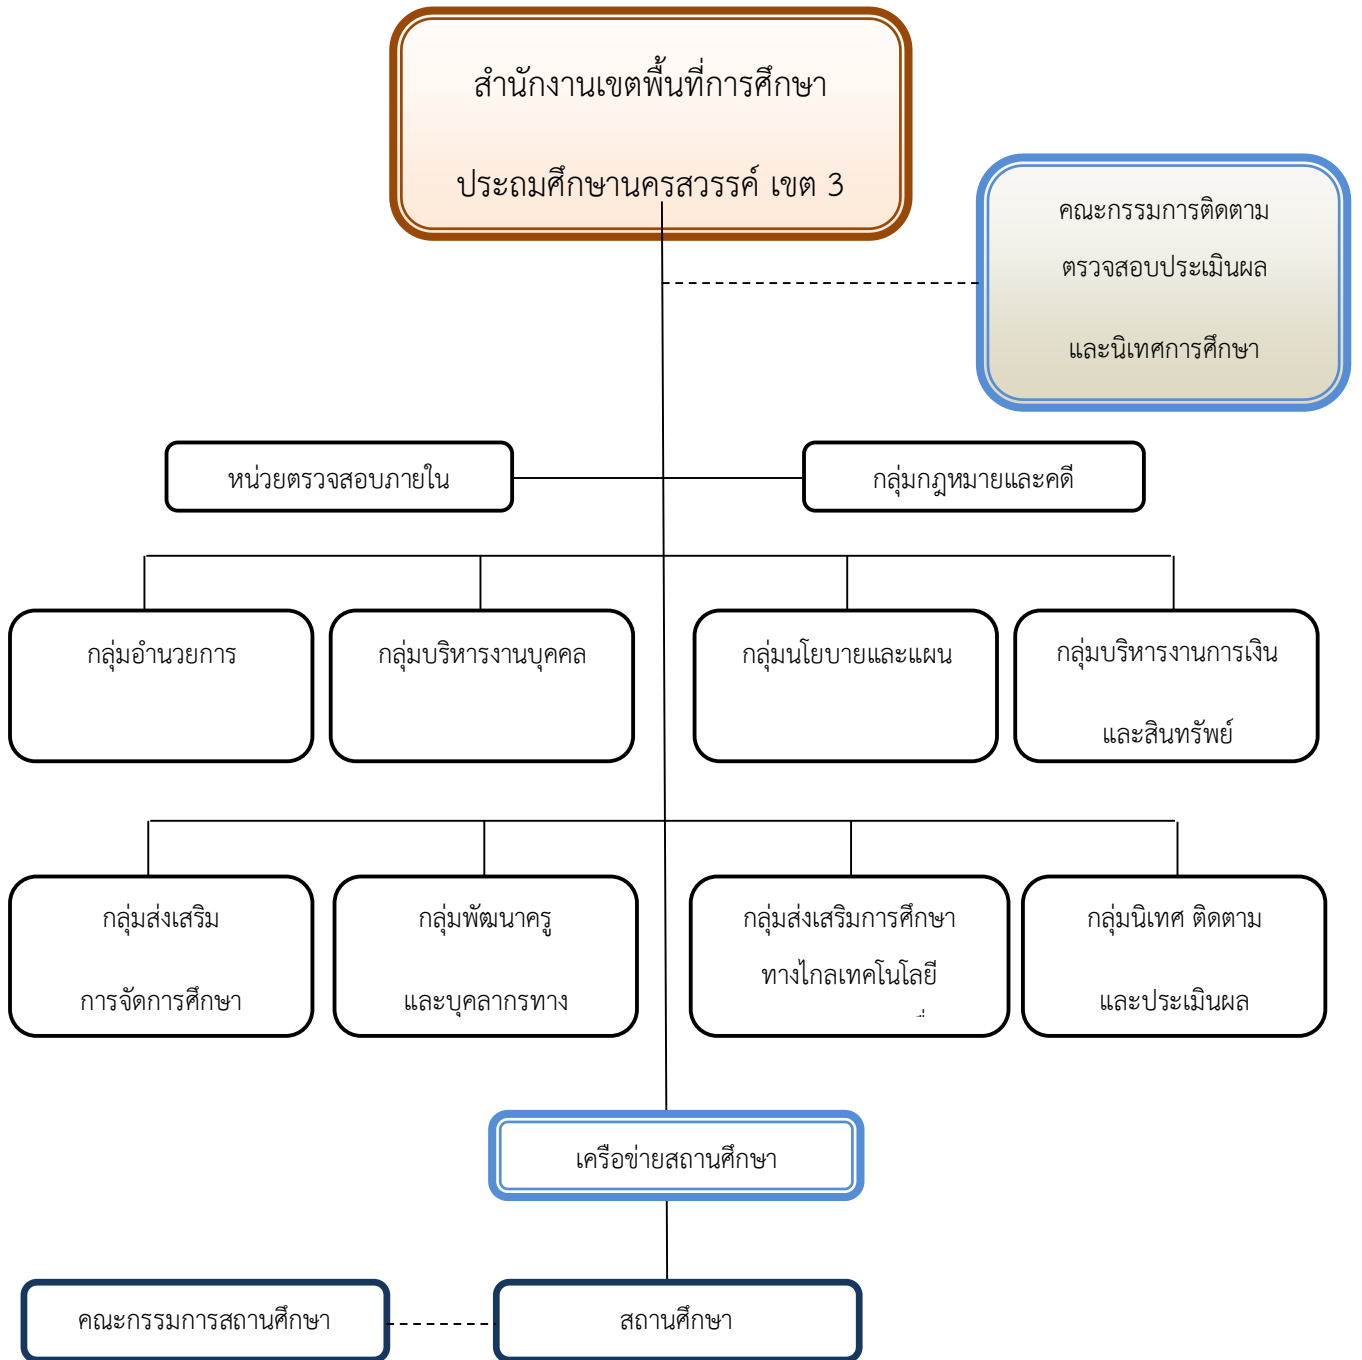 สำนักงานเขตพื้นที่การศึกษา
ประถมศึกษานครสวรรค์ เขต 3
คณะกรรมการติดตาม
ตรวจสอบประเมินผล
และนิเทศการศึกษา
หน่วยตรวจสอบภายใน
กลุ่มกฎหมายและคดี
กลุ่มอำนวยการ
กลุ่มบริหารงานบุคคล
กลุ่มนโยบายและแผน
กลุ่มบริหารงานการเงิน
และสินทรัพย์
กลุ่มส่งเสริม
การจัดการศึกษา
กลุ่มพัฒนาครู
และบุคลากรทาง
กลุ่มส่งเสริมการศึกษา
ทางไกลเทคโนโลยี
กลุ่มนิเทศ ติดตาม
และประเมินผล
เครือข่ายสถานศึกษา
คณะกรรมการสถานศึกษา
สถานศึกษา